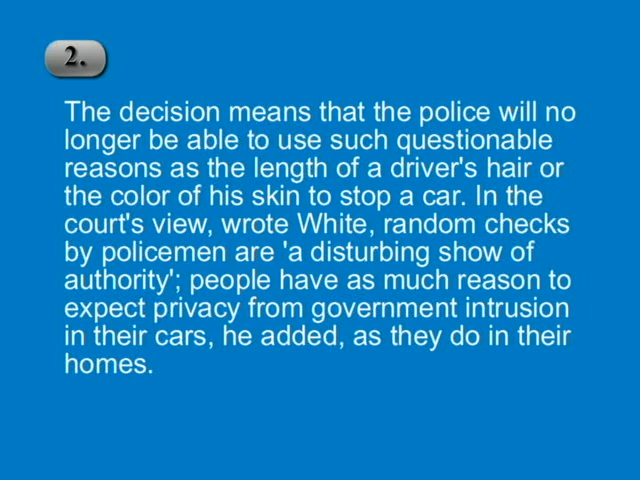 2.
The decision means that the police will no
longer be able to use such questionable
reasons as the length of a driver's hair or
the color of his skin to stop a car. In the
court's view, wrote White, random checks
by policemen are 'a disturbing show of
authority'; people have as much reason to
expect privacy from government intrusion
in their cars, he added, as they do in their
homes.